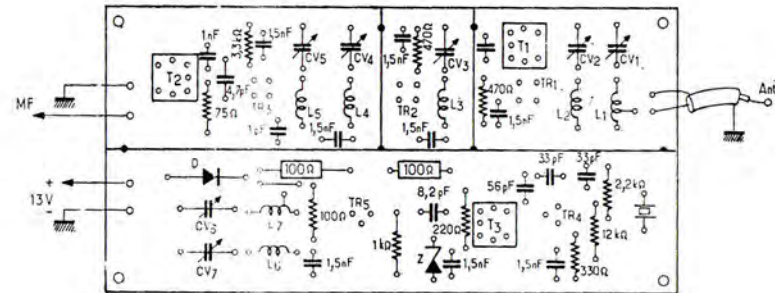 1nF
3,3kΩ
1,5nF
CV5
CV4
1,5nF
470Ω
CV3
T1
CV2
CV1
T2
4,7pF
TR3
MF
75Ω
1pF
L5
L4
1,5nF
TR2
L3
1,5nF
470Ω
TR1
1,5nF
L2
L1
Ant
D
100Ω
100Ω
33pF
33pF
+
13V
-
CV6
L7
100Ω
TR5
8,2pF
56pF
2,2kΩ
220Ω
T3
TR4
12kΩ
CV7
L6
1,5nF
1kΩ
Z
1,5nF
1,5nF
330Ω